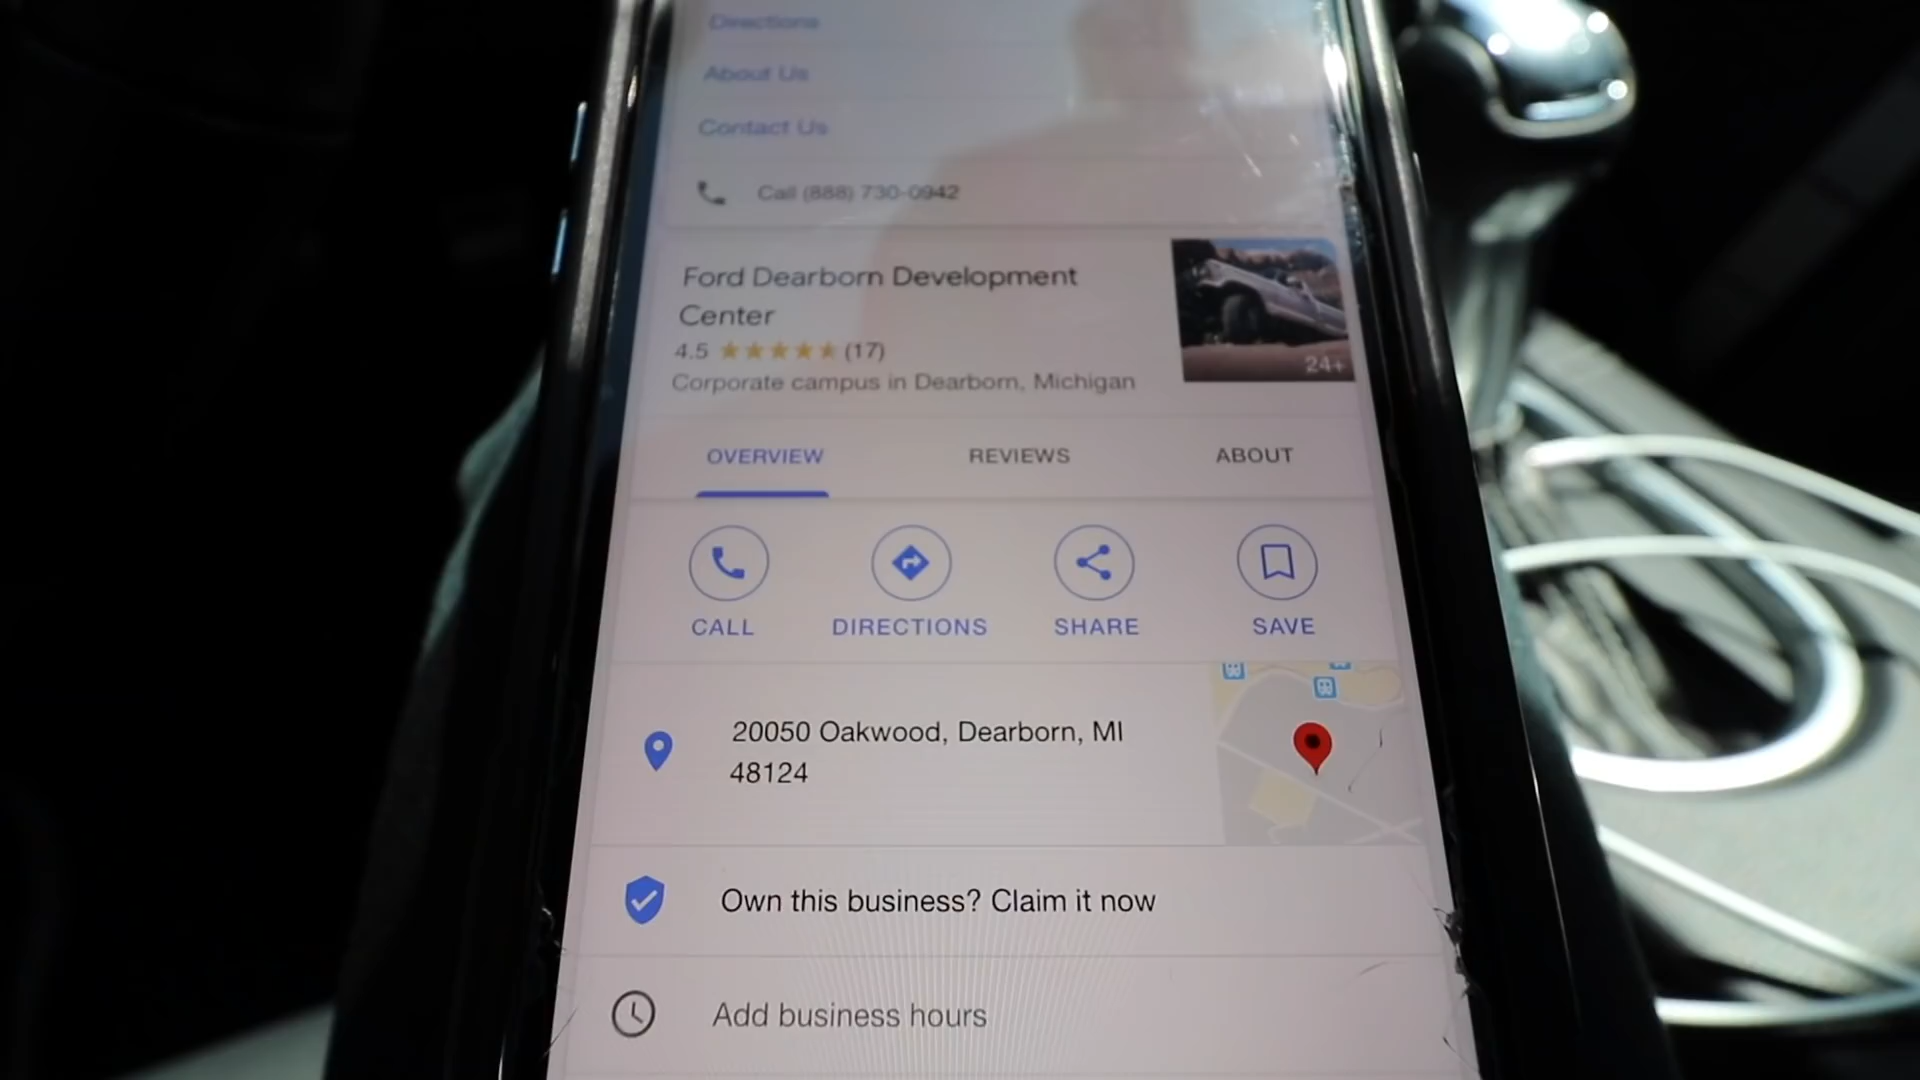 Directions
About Us
Contact Us
Call (888) 730-0942
Ford Dearborn Development
Center
4.5 (17)
Corporate campus in Dearborn, Michigan
24+
OVERVIEW REVIEWS ABOUT
CALL DIRECTIONS SHARE SAVE
20050 Oakwood, Dearborn, MI
48124
Own this business? Claim it now
Add business hours